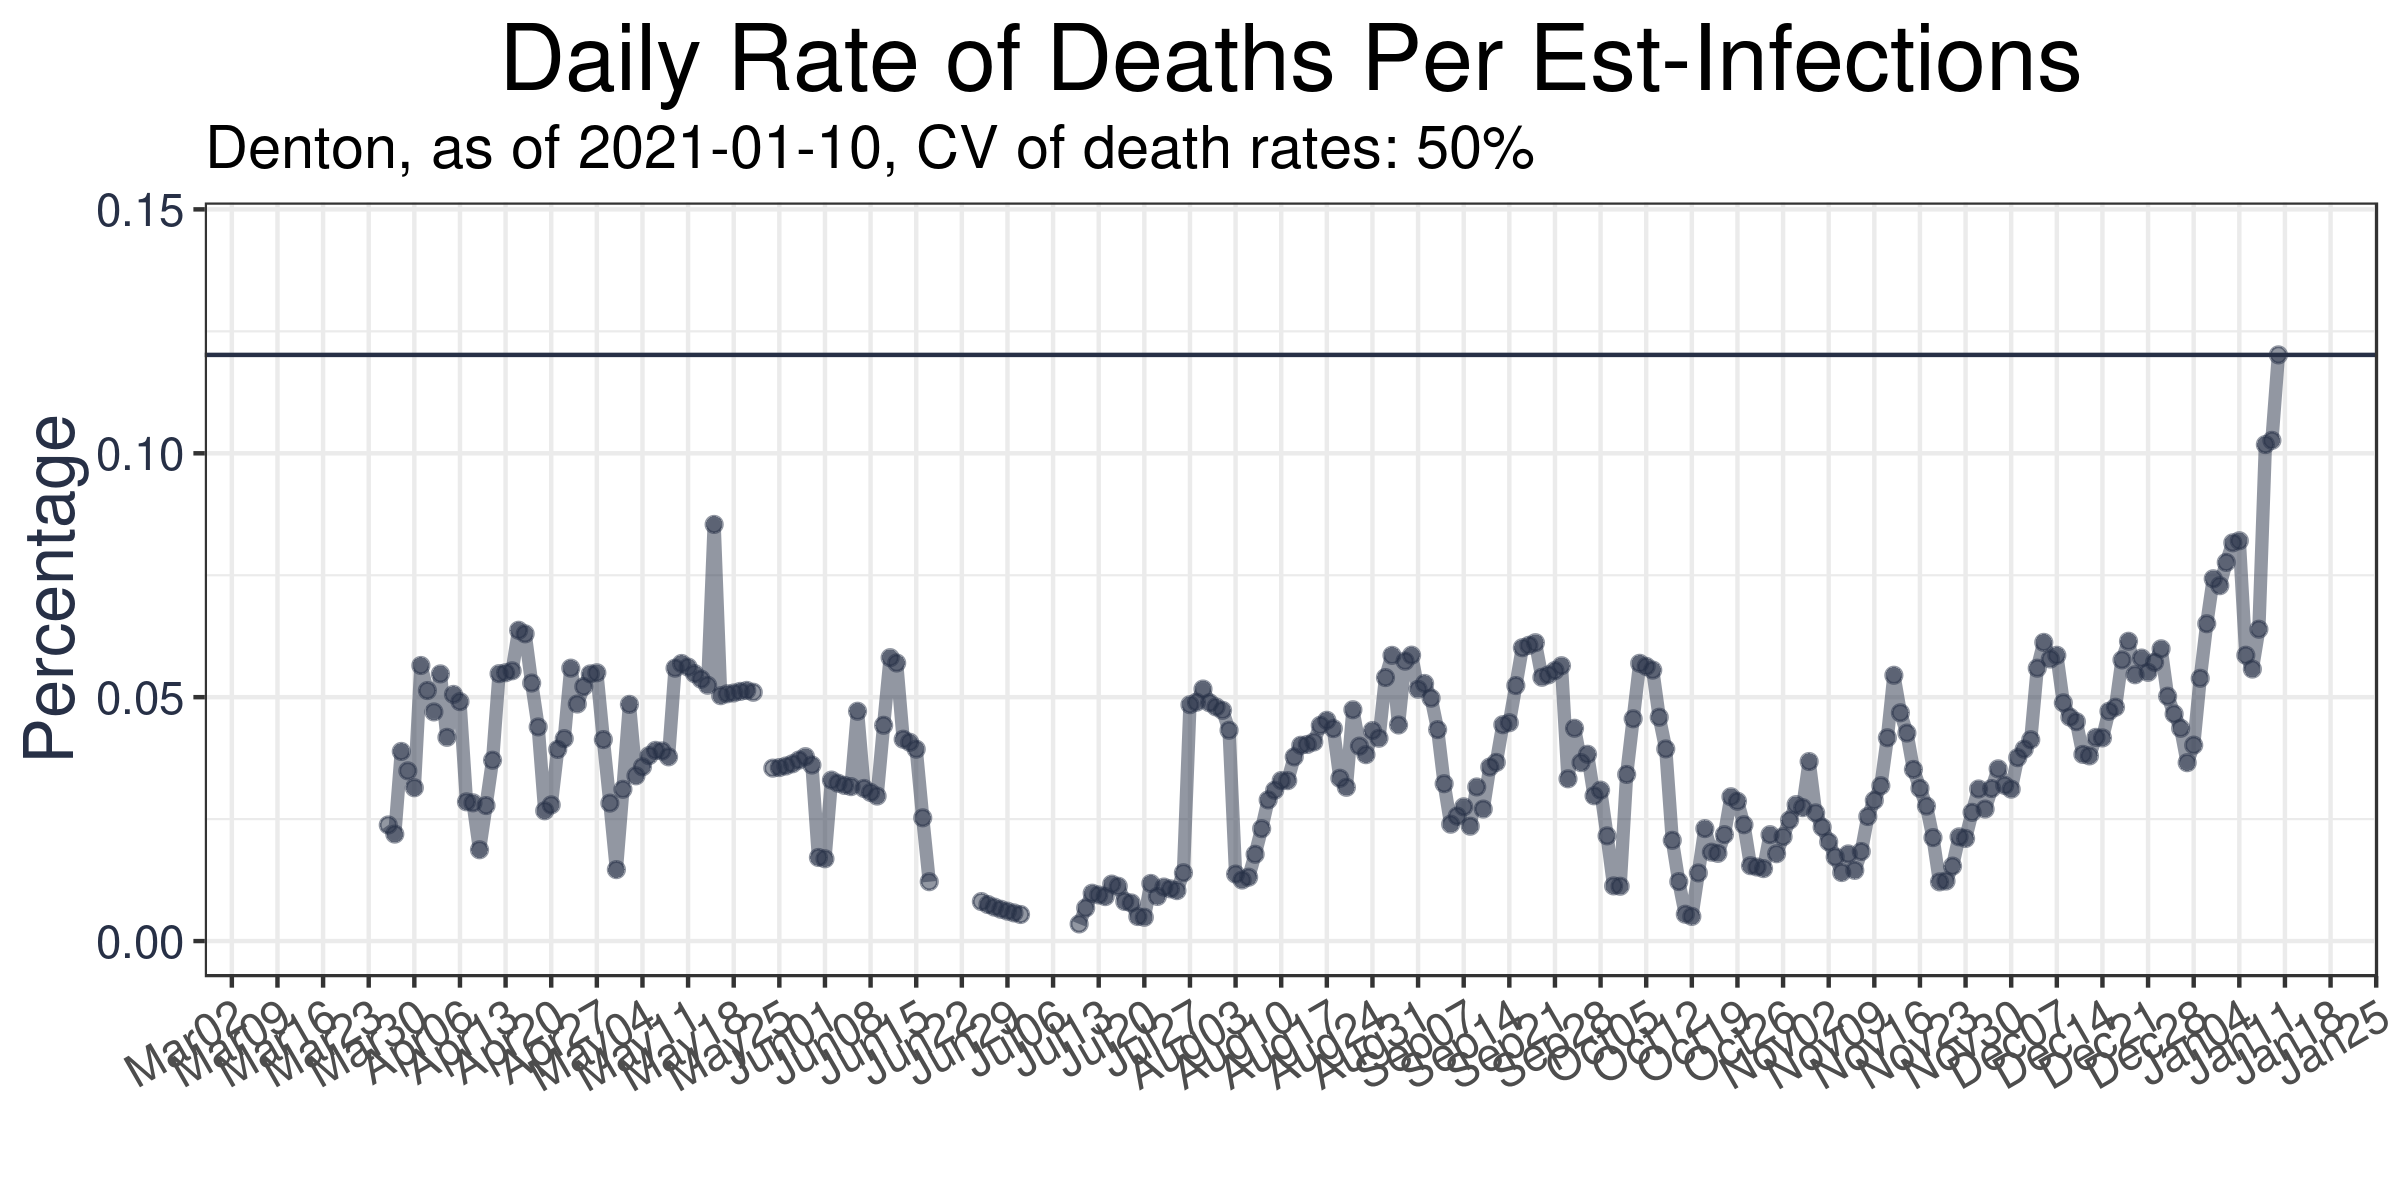 Daily Rate of Deaths Per Est-Infections
Denton, as of 2021-01-10, CV of death rates: 50%
Percentage
0.15
0.10
0.05
0.00
Mar02
Mar09
Mar16
Mar23
Mar30
Apr06
Apr13
Apr20
Apr27
May04
May11
May18
May25
Jun01
Jun08
Jun15
Jun22
Jun29
Jul06
Jul13
Jul20
Jul27
Aug03
Aug10
Aug17
Aug24
Aug31
Sep07
Sep14
Sep21
Sep28
Oct05
Oct12
Oct19
Oct26
Nov02
Nov09
Nov16
Nov23
Nov30
Dec07
Dec14
Dec21
Dec28
Jan04
Jan11
Jan18
Jan25